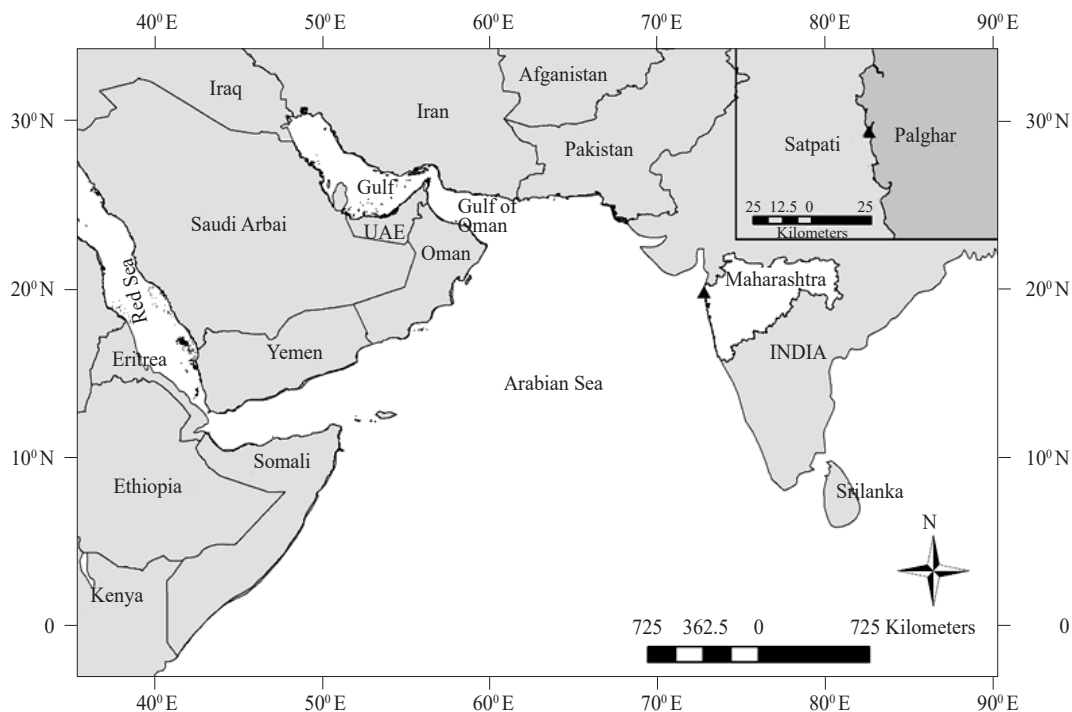 40⁰E 50⁰E 60⁰E 70⁰E 80⁰E 90⁰E
Iraq
Iran
Afganistan
30⁰N
30⁰N
Pakistan
Satpati
Palghar
Gulf
Gulf of
Oman
25 12.5 0 25
Kilometers
Saudi Arbai
UAE
Oman
Red Sea
20⁰N
20⁰N
Maharashtra
Eritrea
Yemen
INDIA
Arabian Sea
10⁰N
10⁰N
Somali
Ethiopia
Srilanka
N
Kenya
0
0
725 362.5 0 725 Kilometers
40⁰E 50⁰E 60⁰E 70⁰E 80⁰E 90⁰E